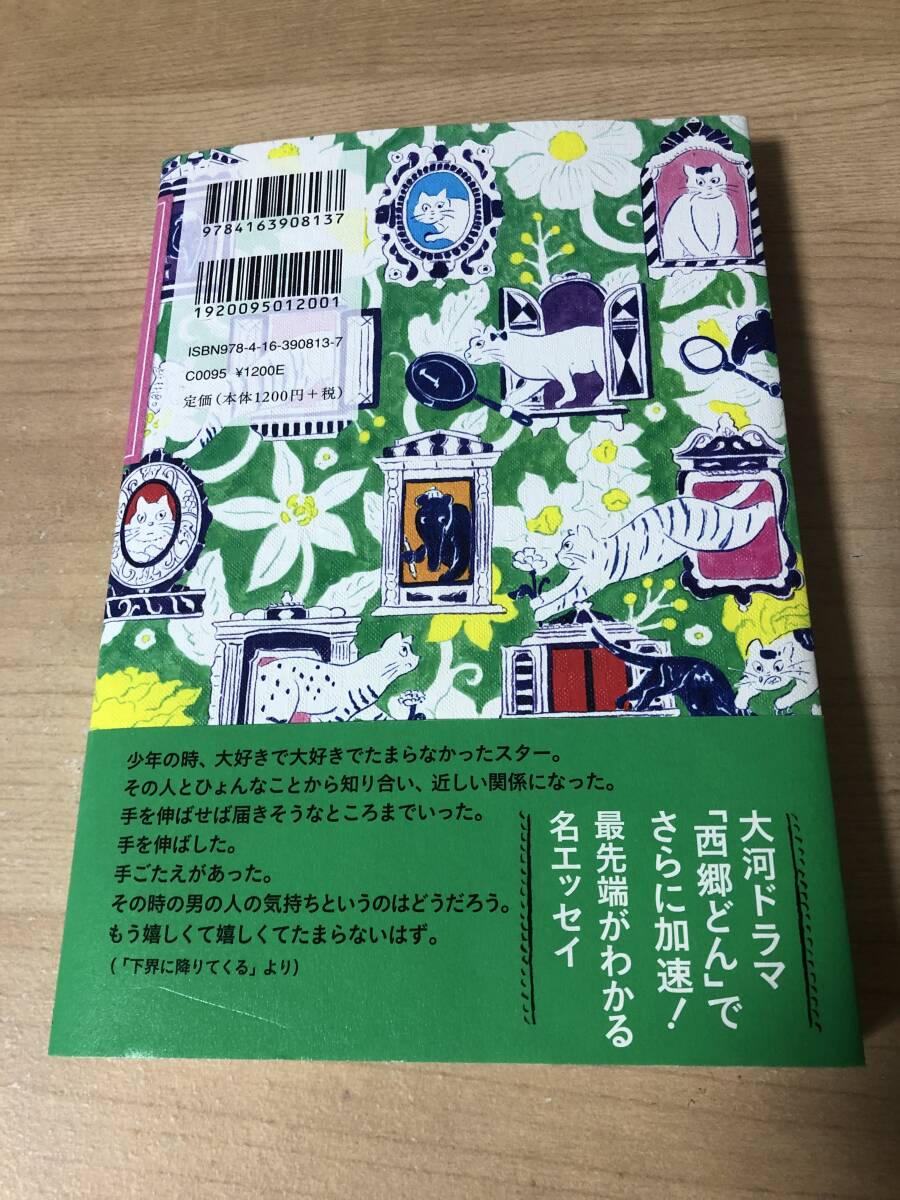 9784163908137
1920095012001
ISBN978-4-16-390813-7
C0095 ¥1200E
定価(本体1200円+税)
少年の時、大好きで大好きでたまらなかったスター。
その人とひょんなことから知り合い、近しい関係になった。
手を伸ばせば届きそうなところまでいった。
手を伸ばした。
手ごたえがあった。
その時の男の人の気持ちというのはどうだろう。
もう嬉しくて嬉しくてたまらないはず。
(「下界に降りてくる」より)
大河ドラマ
「西郷どん」で
さらに加速!
最先端がわかる
名エッセイ